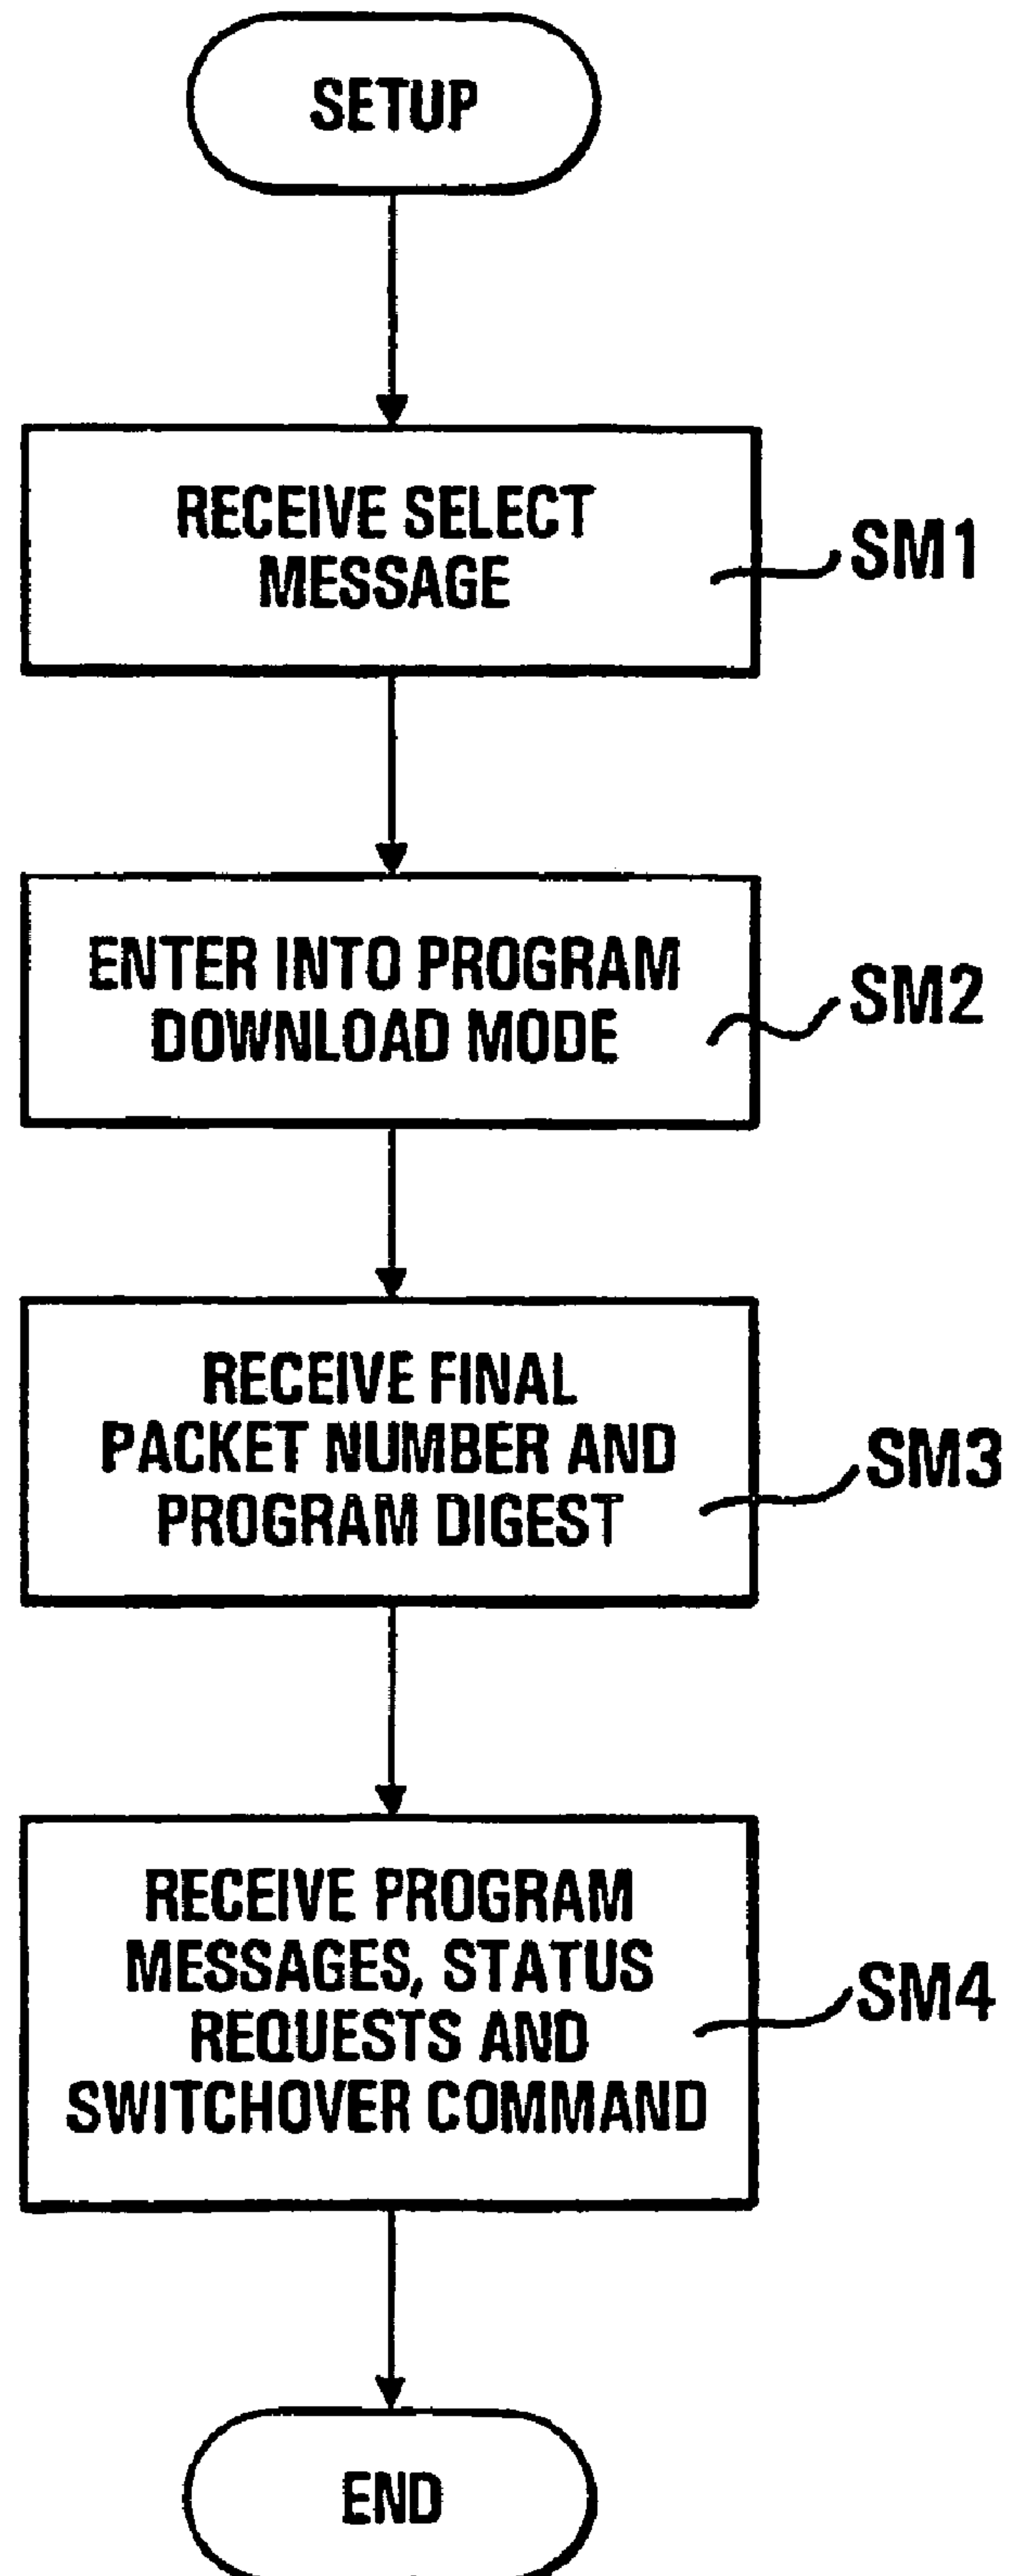 SETUP
RECEIVE SELECT
MESSAGE
SM1
ENTER INTO PROGRAM
DOWNLOAD MODE
SM2
RECEIVE FINAL
PACKET NUMBER AND
PROGRAM DIGEST
SM3
RECEIVE PROGRAM
MESSAGES, STATUS
REQUESTS AND
SWITCHOVER COMMAND
SM4
END